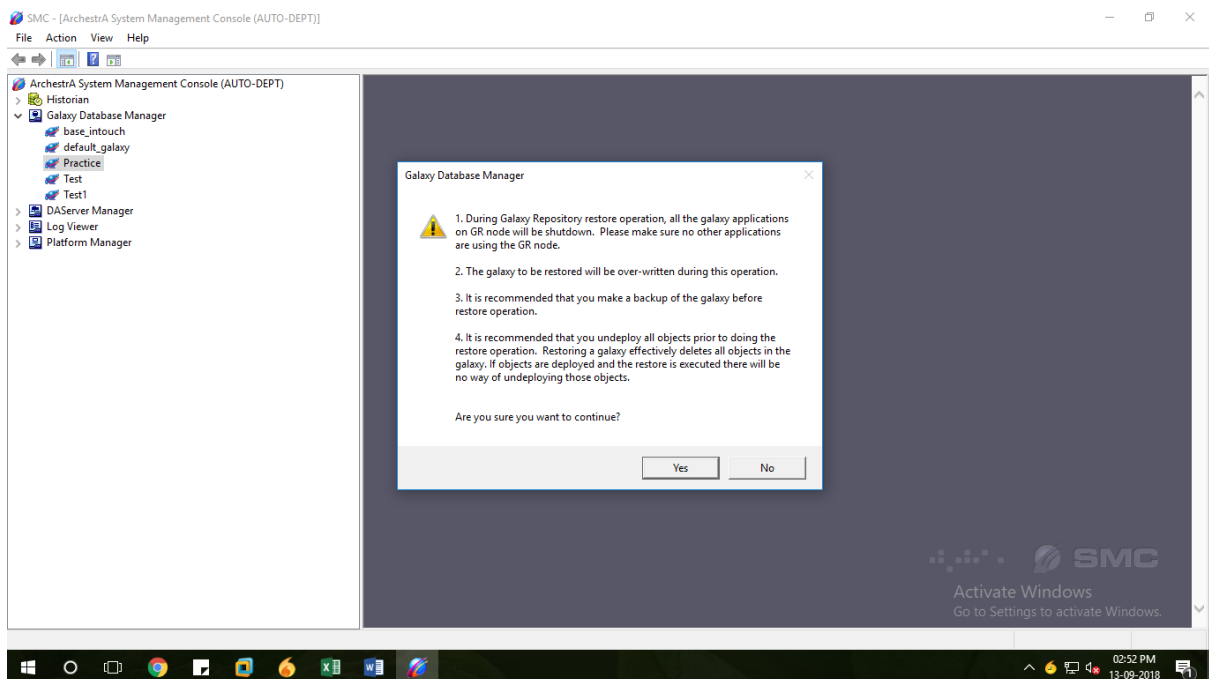 SMC - [ArchestrA System Management Console (AUTO-DEPT)]
File Action View Help
ArchestrA System Management Console (AUTO-DEPT)
Historian
Galaxy Database Manager
base_intouch
default_galaxy
Practice
Test
Test1
DAServer Manager
Log Viewer
Platform Manager
Galaxy Database Manager
1. During Galaxy Repository restore operation, all the galaxy applications
on GR node will be shutdown. Please make sure no other applications
are using the GR node.
2. The galaxy to be restored will be over-written during this operation.
3. It is recommended that you make a backup of the galaxy before
restore operation.
4. It is recommended that you undeploy all objects prior to doing the
restore operation. Restoring a galaxy effectively deletes all objects in the
galaxy. If objects are deployed and the restore is executed there will be
no way of undeploying those objects.
Are you sure you want to continue?
Yes No
SMC
Activate Windows
Go to Settings to activate Windows.
02:52 PM
13-09-2018